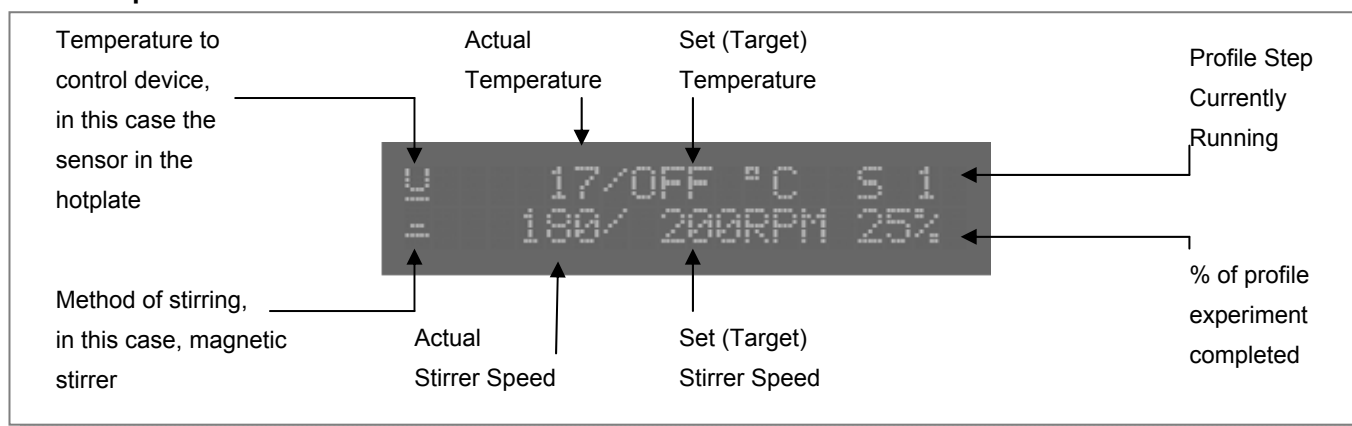 Temperature to
control device,
in this case the
sensor in the
hotplate
Actual
Temperature
Set (Target)
Temperature
Profile Step
Currently
Running
17/OFF °C S 1
180/ 200RPM 25%
Method of stirring,
in this case, magnetic
stirrer
Actual
Stirrer Speed
Set (Target)
Stirrer Speed
% of profile
experiment
completed